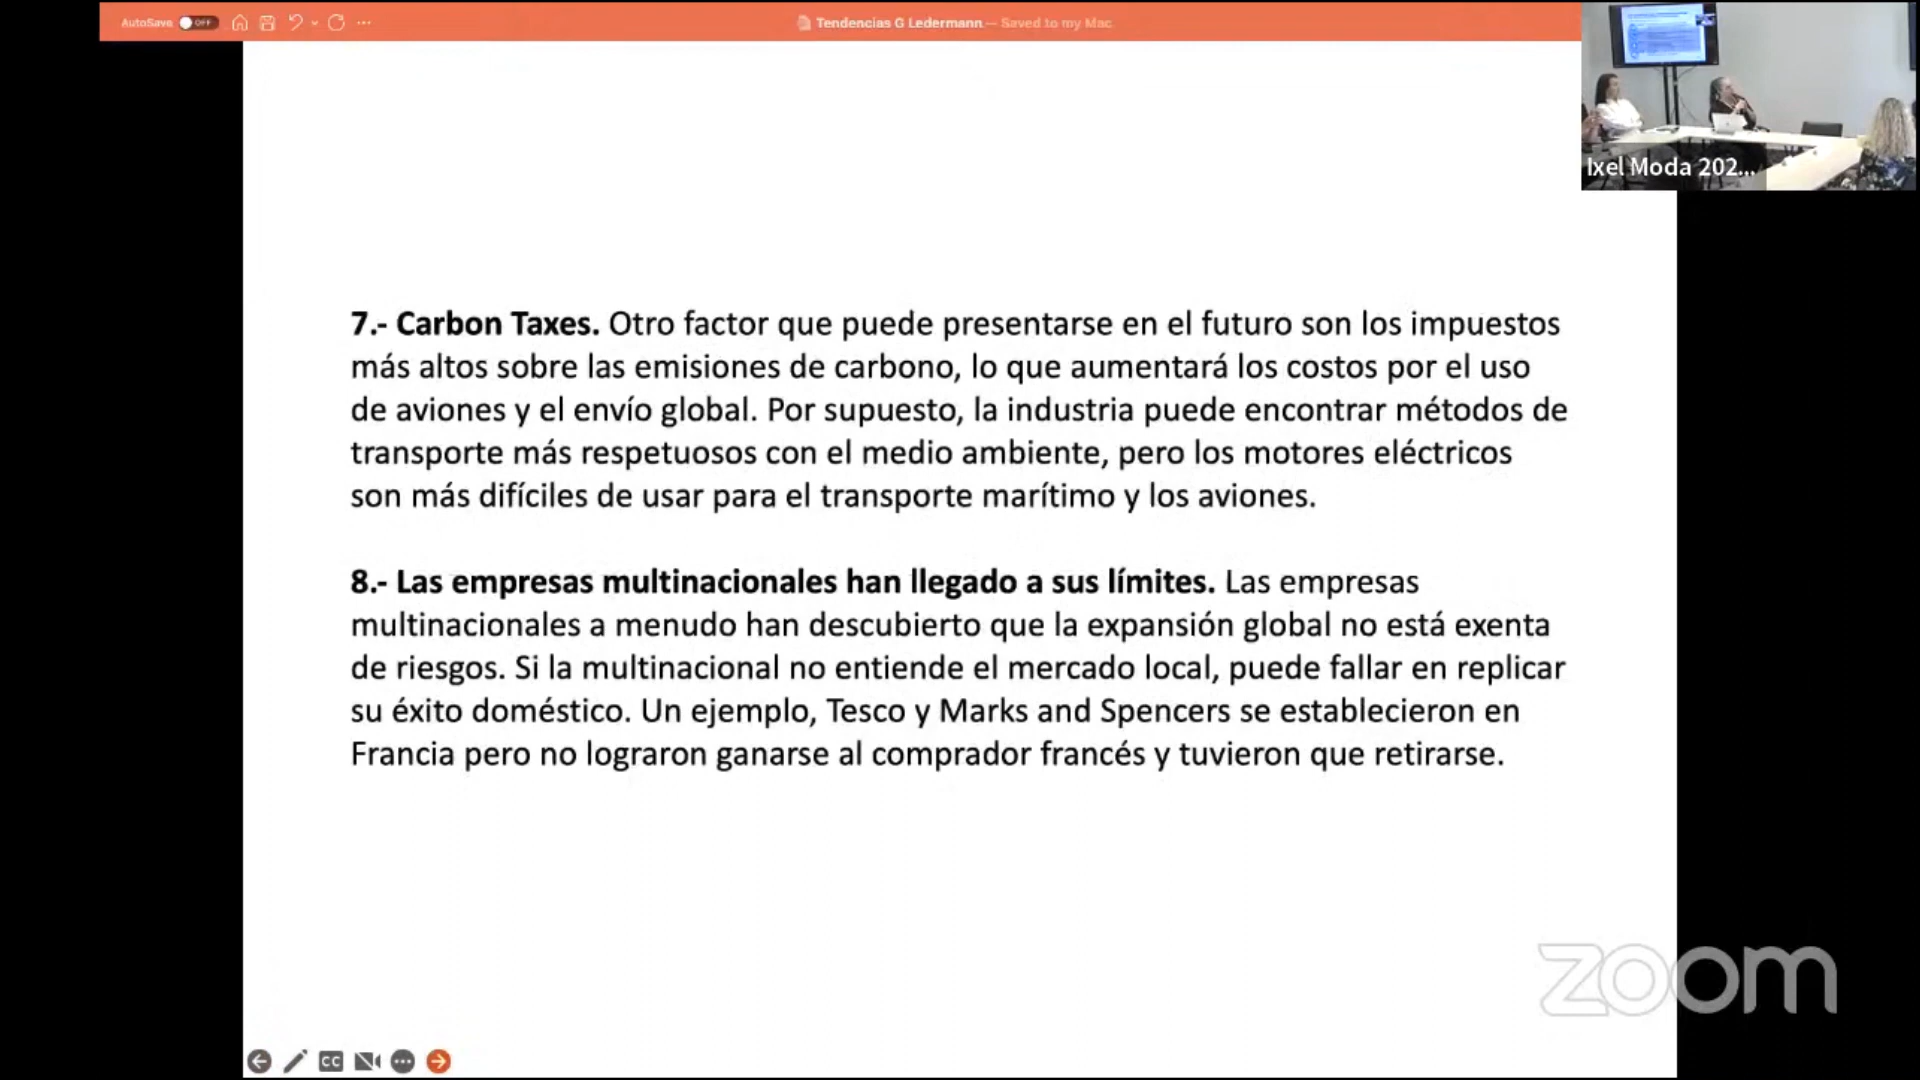 AutoSave OFF
Tendencias G Ledermann — Saved to my Mac
Ixel Moda 202...
7.- Carbon Taxes. Otro factor que puede presentarse en el futuro son los impuestos
más altos sobre las emisiones de carbono, lo que aumentará los costos por el uso
de aviones y el envío global. Por supuesto, la industria puede encontrar métodos de
transporte más respetuosos con el medio ambiente, pero los motores eléctricos
son más difíciles de usar para el transporte marítimo y los aviones.
8.- Las empresas multinacionales han llegado a sus límites. Las empresas
multinacionales a menudo han descubierto que la expansión global no está exenta
de riesgos. Si la multinacional no entiende el mercado local, puede fallar en replicar
su éxito doméstico. Un ejemplo, Tesco y Marks and Spencers se establecieron en
Francia pero no lograron ganarse al comprador francés y tuvieron que retirarse.
zoom
CC